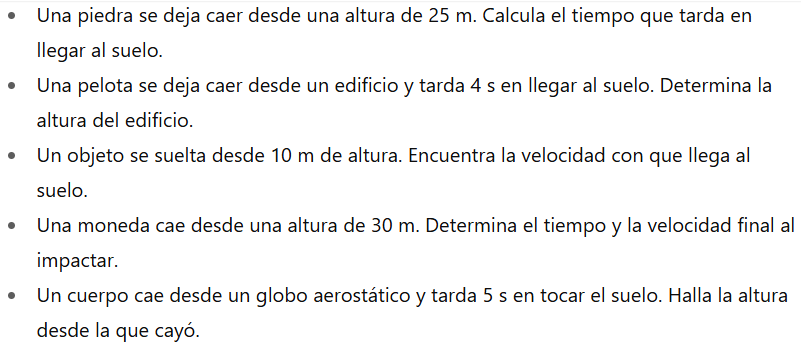 • Una piedra se deja caer desde una altura de 25 m. Calcula el tiempo que tarda en
llegar al suelo.
• Una pelota se deja caer desde un edificio y tarda 4 s en llegar al suelo. Determina la
altura del edificio.
• Un objeto se suelta desde 10 m de altura. Encuentra la velocidad con que llega al
suelo.
• Una moneda cae desde una altura de 30 m. Determina el tiempo y la velocidad final al
impactar.
• Un cuerpo cae desde un globo aerostático y tarda 5 s en tocar el suelo. Halla la altura
desde la que cayó.